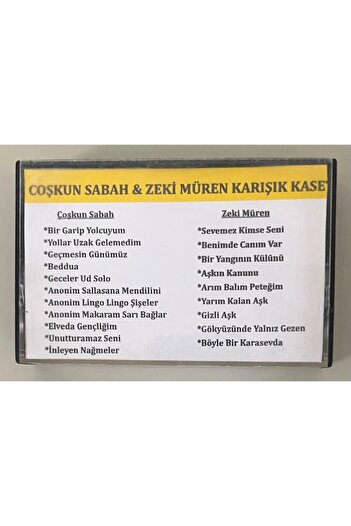 COŞKUN SABAH & ZEKİ MÜREN KARIŞIK KASE
Coşkun Sabah
*Bir Garip Yolcuyum
*Yollar Uzak Gelemedim
*Geçmesin Günümüz
*Beddua
*Geceler Ud Solo
*Anonim Sallasana Mendilini
*Anonim Lingo Lingo Şişeler
*Anonim Makaram Sarı Bağlar
*Elveda Gençliğim
*Unutturamaz Seni
*İnleyen Nağmeler
Zeki Müren
*Sevemez Kimse Seni
*Benimde Canım Var
*Bir Yangının Külünü
*Aşkın Kanunu
*Arım Balım Peteğim
*Yarım Kalan Aşk
*Gizli Aşk
*Gökyüzünde Yalnız Gezen
*Böyle Bir Karasevda